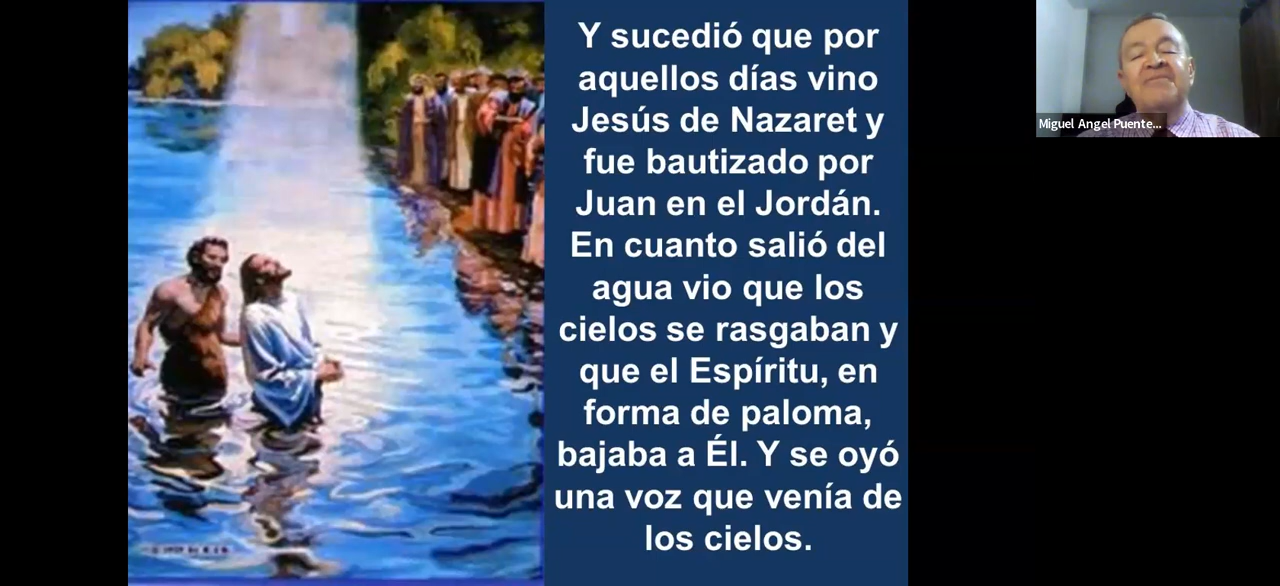 Y sucedió que por
aquellos días vino
Jesús de Nazaret y
fue bautizado por
Juan en el Jordán.
En cuanto salió del
agua vio que los
cielos se rasgaban y
que el Espíritu, en
forma de paloma,
bajaba a Él. Y se oyó
una voz que venía de
los cielos.
Miguel Angel Puente...